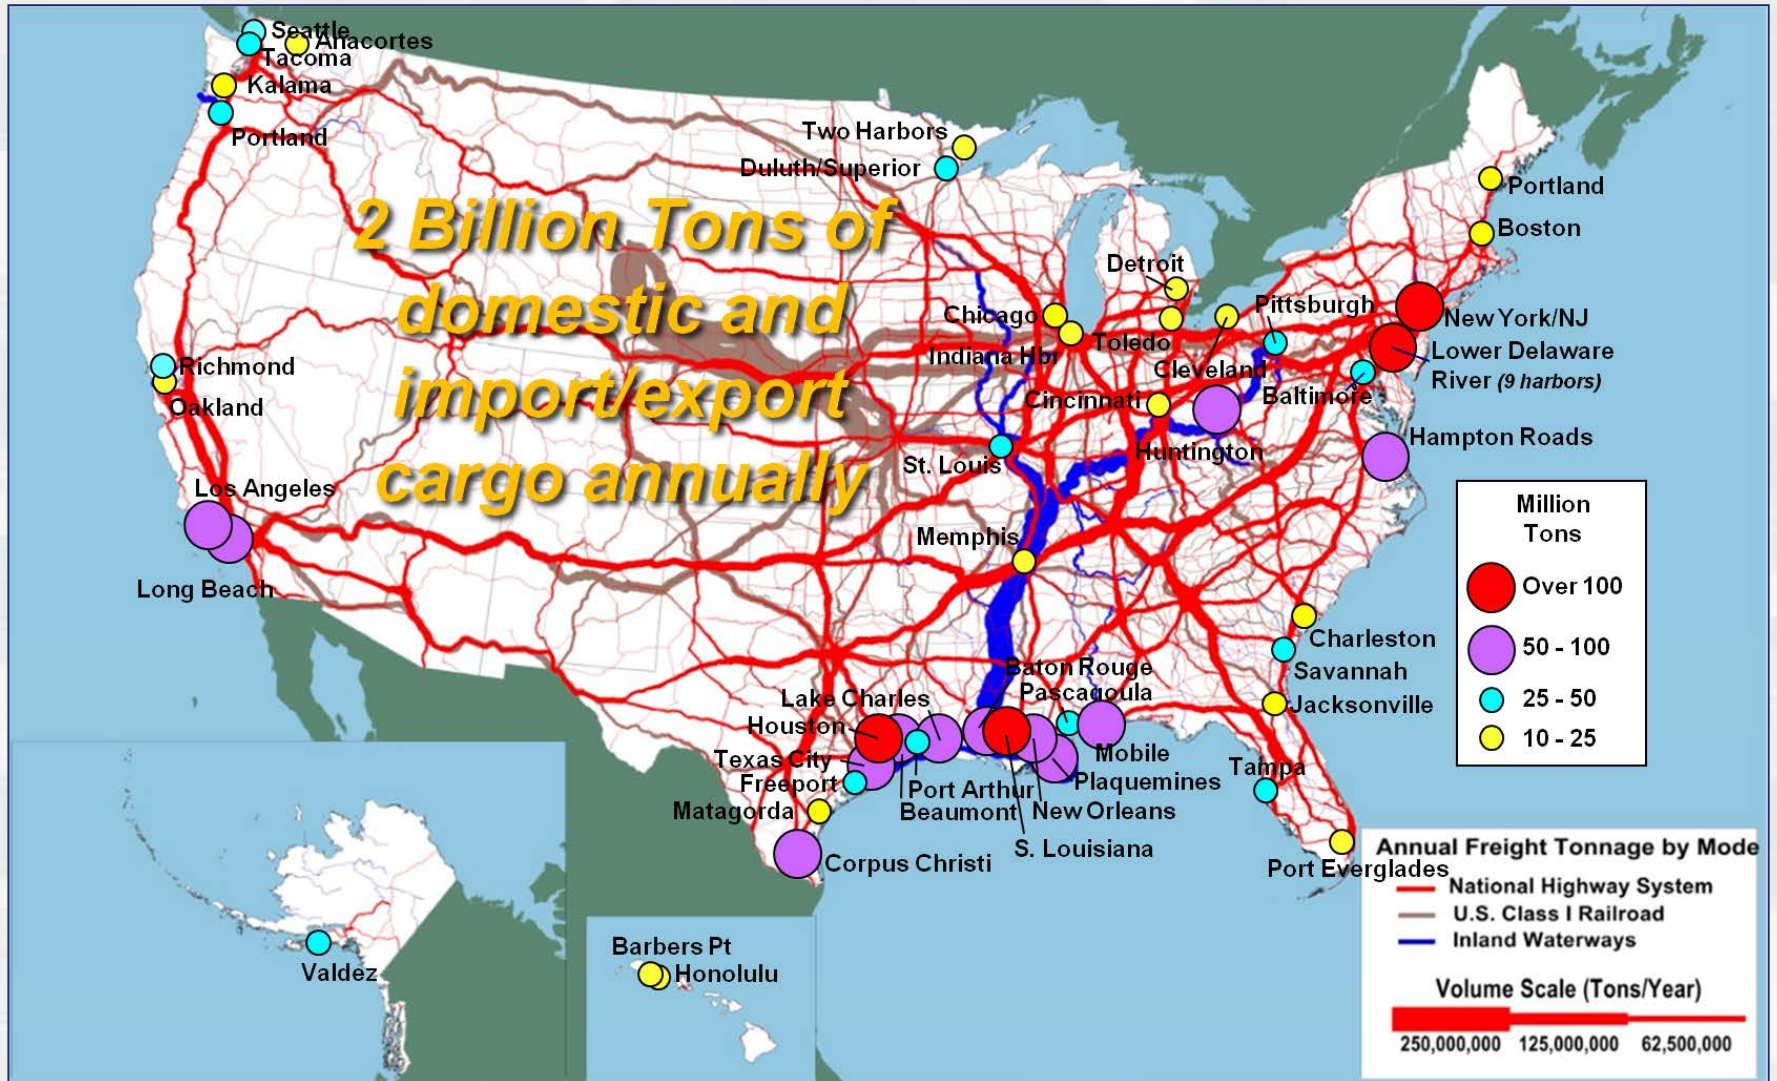 Seattle
Anacortes
Tacoma
Kalama
Portland
Two Harbors
Duluth/Superior
Portland
Boston
2 Billion Tons of
domestic and
import/export
cargo annually
Detroit
Chicago
Pittsburgh
New York/NJ
Toledo
Indiana Hbr
Lower Delaware
River (9 harbors)
Cleveland
Richmond
Oakland
Cincinnati
Baltimore
Hampton Roads
Huntington
St. Louis
Los Angeles
Long Beach
Memphis
Million
Tons
Over 100
50 - 100
25 - 50
10 - 25
Charleston
Savannah
Jacksonville
Baton Rouge
Pascagoula
Lake Charles
Houston
Texas City
Freeport
Matagorda
Corpus Christi
Port Arthur
Beaumont
New Orleans
S. Louisiana
Mobile
Plaquemines
Tampa
Port Everglades
Valdez
Barbers Pt
Honolulu
Annual Freight Tonnage by Mode
National Highway System
U.S. Class I Railroad
Inland Waterways
Volume Scale (Tons/Year)
250,000,000 125,000,000 62,500,000